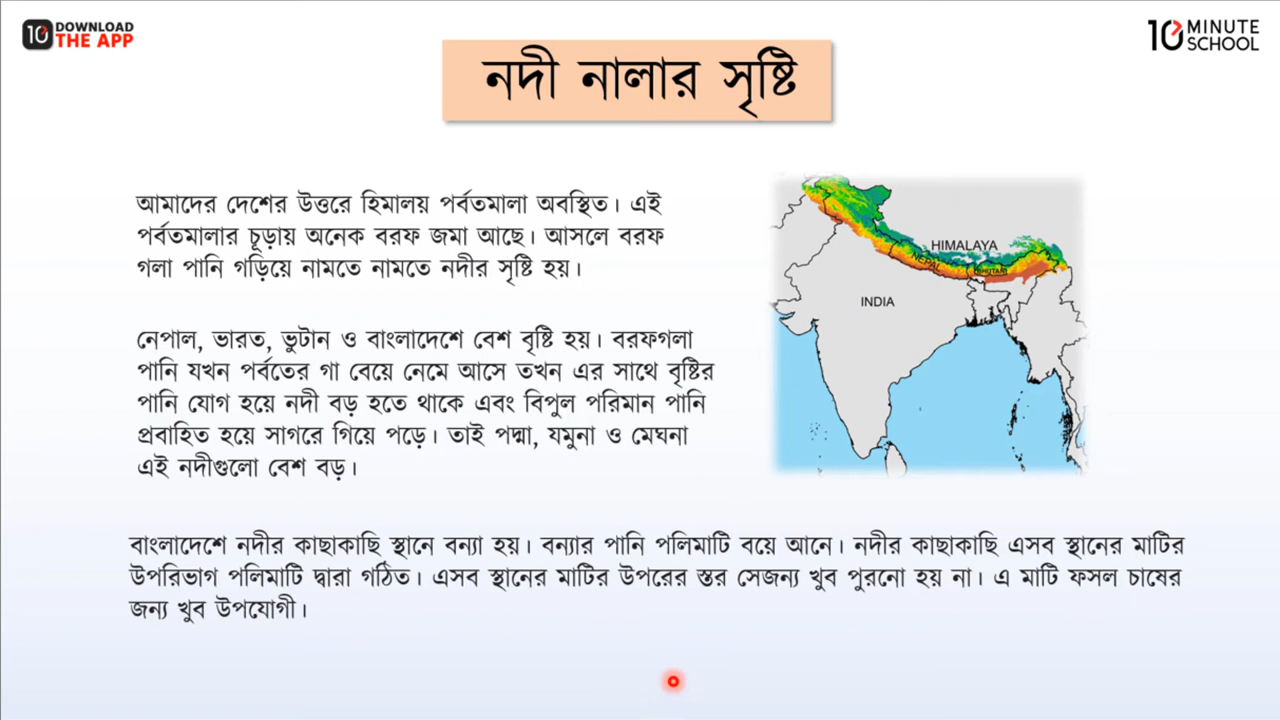 DOWNLOAD
THE APP
10 MINUTE
SCHOOL
নদী নালার সৃষ্টি
আমাদের দেশের উত্তরে হিমালয় পর্বতমালা অবস্থিত। এই
পর্বতমালার চূড়ায় অনেক বরফ জমা আছে। আসলে বরফ
গলা পানি গড়িয়ে নামতে নামতে নদীর সৃষ্টি হয়।
HIMALAYA
NEPAL
BHUTAN
INDIA
নেপাল, ভারত, ভুটান ও বাংলাদেশে বেশ বৃষ্টি হয়। বরফগলা
পানি যখন পর্বতের গা বেয়ে নেমে আসে তখন এর সাথে বৃষ্টির
পানি যোগ হয়ে নদী বড় হতে থাকে এবং বিপুল পরিমান পানি
প্রবাহিত হয়ে সাগরে গিয়ে পড়ে। তাই পদ্মা, যমুনা ও মেঘনা
এই নদীগুলো বেশ বড়।
বাংলাদেশে নদীর কাছাকাছি স্থানে বন্যা হয়। বন্যার পানি পলিমাটি বয়ে আনে। নদীর কাছাকাছি এসব স্থানের মাটির
উপরিভাগ পলিমাটি দ্বারা গঠিত। এসব স্থানের মাটির উপরের স্তর সেজন্য খুব পুরনো হয় না। এ মাটি ফসল চাষের
জন্য খুব উপযোগী।